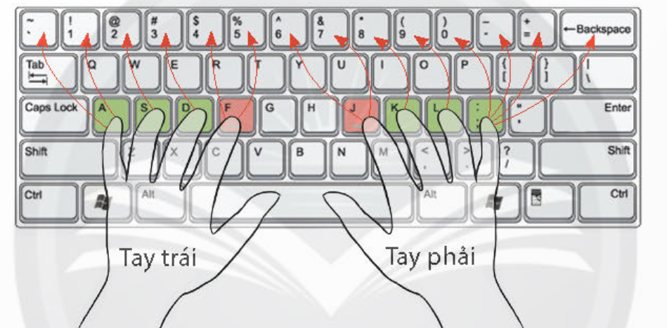 ~ ! @ # $ % ^ & * ( ) – +
` 1 2 3 4 5 6 7 8 9 0 - = ←Backspace
Tab Q W E R T Y U I O P { } |
[ ] \
Caps Lock A S D F G H J K L : " Enter
; '
Shift Z X C V B N M < > ? Shift
, . /
Ctrl Alt Alt Ctrl
Tay trái Tay phải